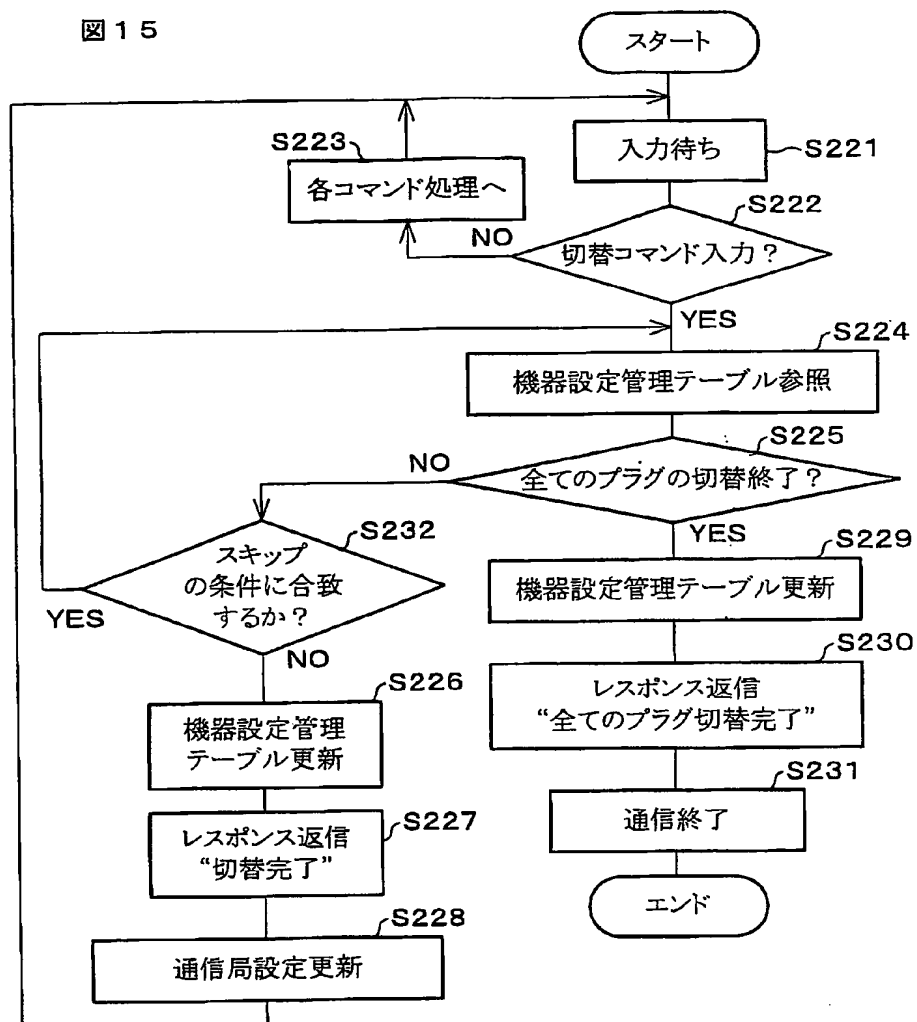 図15
スタート
S221
入力待ち
S222
切替コマンド入力？
NO
S223
各コマンド処理へ
YES
S224
機器設定管理テーブル参照
S225
全てのプラグの切替終了？
NO
YES
S232
スキップ
の条件に合致
するか？
YES
NO
S226
機器設定管理
テーブル更新
S227
レスポンス返信
“切替完了”
S228
通信局設定更新
S229
機器設定管理テーブル更新
S230
レスポンス返信
“全てのプラグ切替完了”
S231
通信終了
エンド